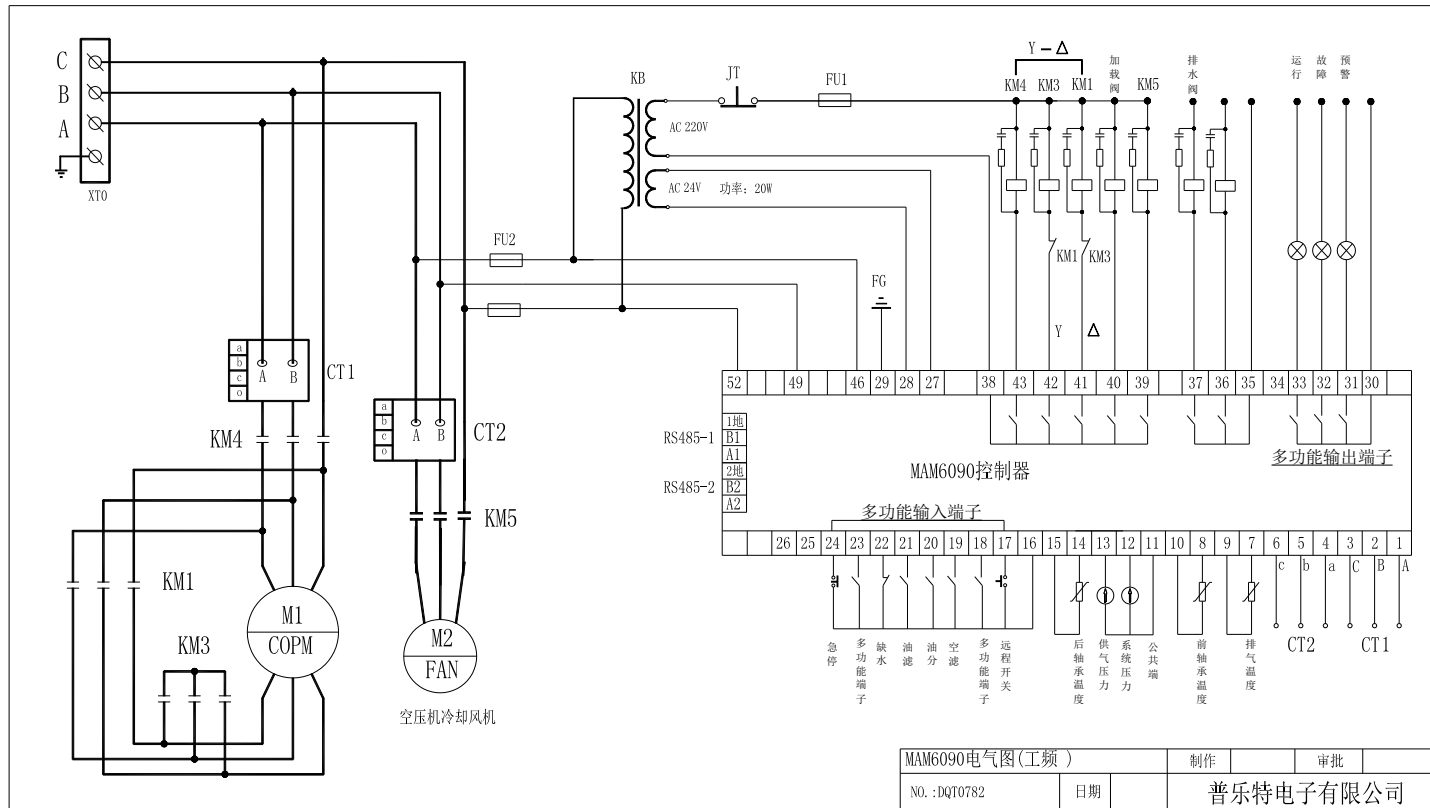 C
B
A
XT0
KB
JT
FU1
AC 220V
AC 24V
功率: 20W
Y - Δ
KM4
KM3
KM1
加载阀
KM5
排水阀
运行
故障
预警
KM1
KM3
Y
Δ
FU2
FG
a
b
c
o
A
B
CT1
KM4
a
b
c
o
A
B
CT2
KM5
KM1
KM3
M1
COPM
M2
FAN
空压机冷却风机
52
49
46
29
28
27
38
43
42
41
40
39
37
36
35
34
33
32
31
30
RS485-1
1地
B1
A1
RS485-2
2地
B2
A2
MAM6090控制器
多功能输出端子
多功能输入端子
26
25
24
23
22
21
20
19
18
17
16
15
14
13
12
11
10
8
9
7
6
5
4
3
2
1
c
b
a
C
B
A
CT2
CT1
急停
多功能端子
缺水
油滤
油分
空滤
多功能端子
远程开关
后轴承温度
供气压力
系统压力
公共端
前轴承温度
排气温度
MAM6090电气图(工频 )
制作
审批
NO.:DQT0782
日期
普乐特电子有限公司